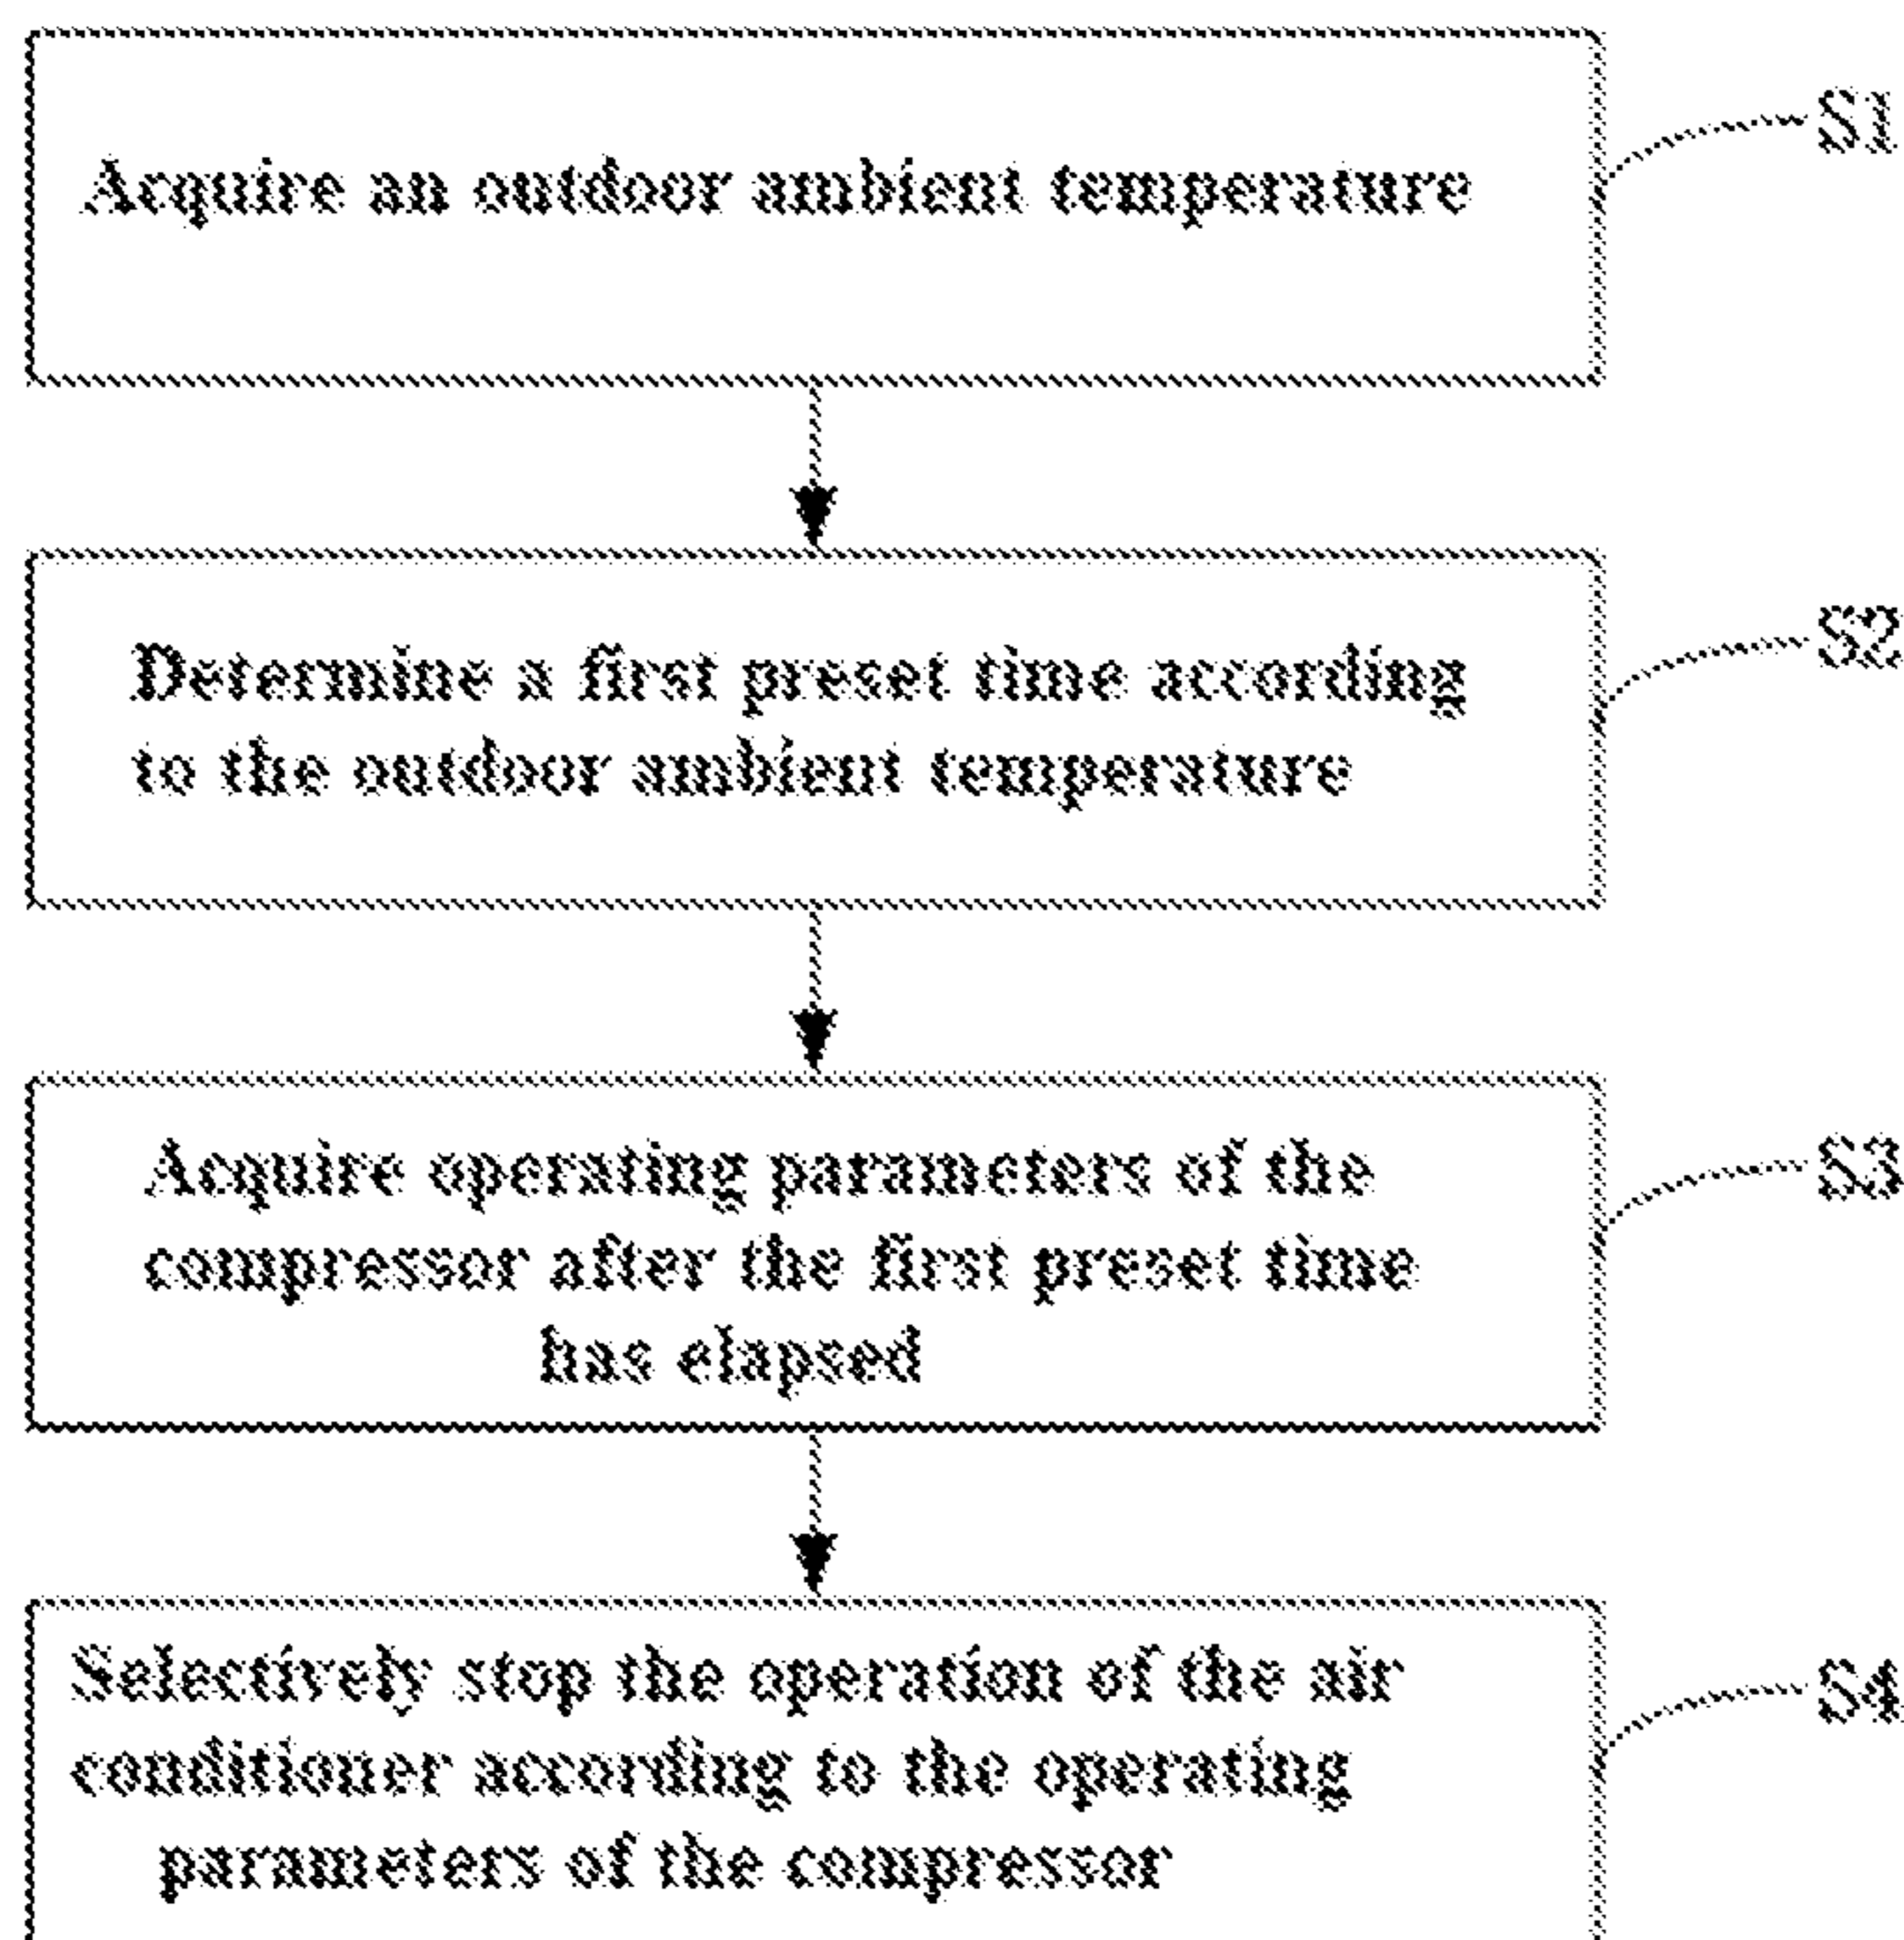 Acquire an outdoor ambient temperature
S1
Determine a first preset time according
to the outdoor ambient temperature
S2
Acquire operating parameters of the
compressor after the first preset time
has elapsed
S3
Selectively stop the operation of the air
conditioner according to the operating
parameters of the compressor
S4